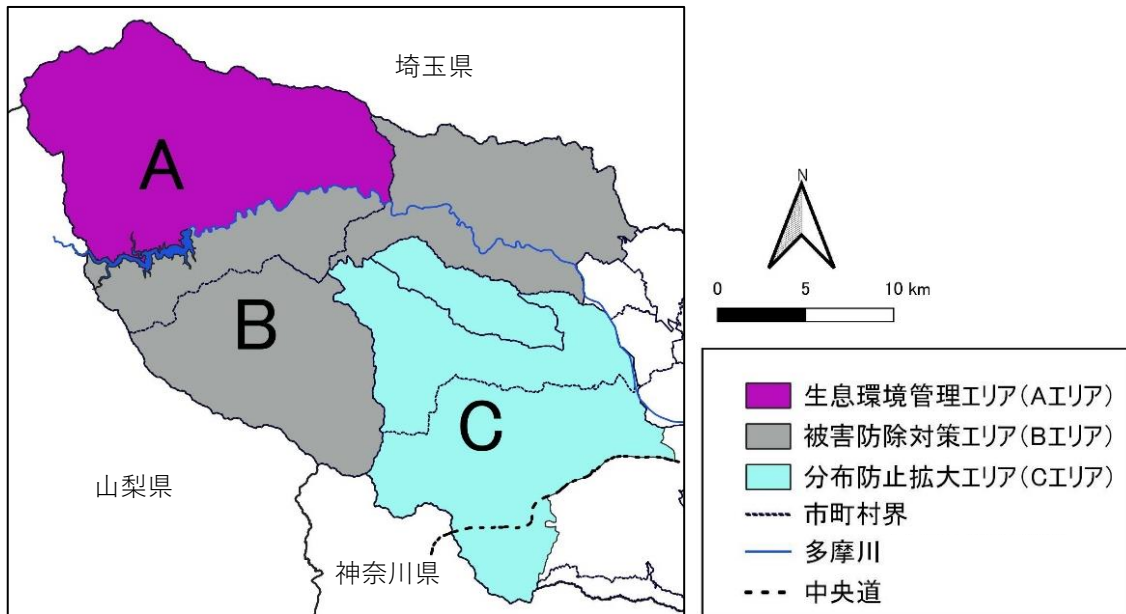 埼玉県
A
B
C
山梨県
神奈川県
N
0 5 10 km
生息環境管理エリア(Aエリア)
被害防除対策エリア(Bエリア)
分布防止拡大エリア(Cエリア)
市町村界
多摩川
中央道